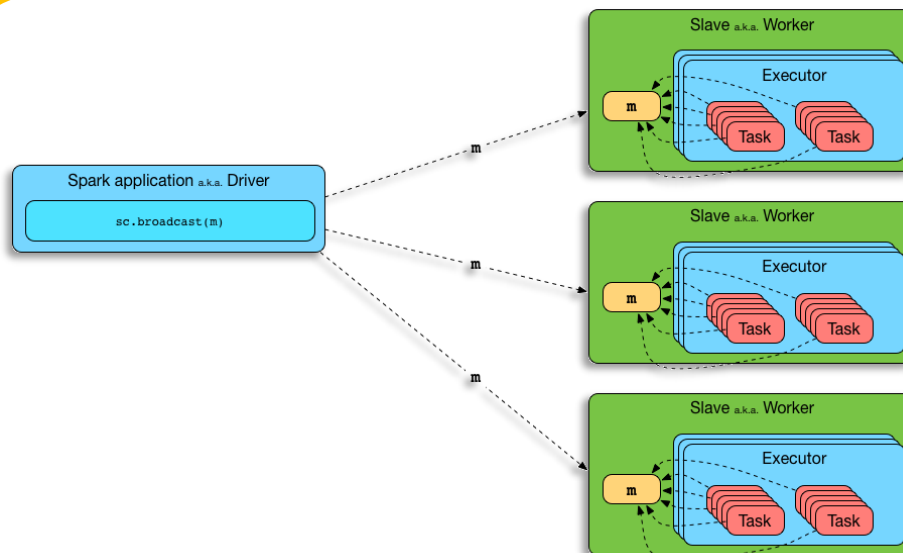 Slave a.k.a. Worker
Executor
m
Task
Task
m
Spark application a.k.a. Driver
sc.broadcast(m)
Slave a.k.a. Worker
Executor
m
m
Task
Task
m
Slave a.k.a. Worker
Executor
m
Task
Task